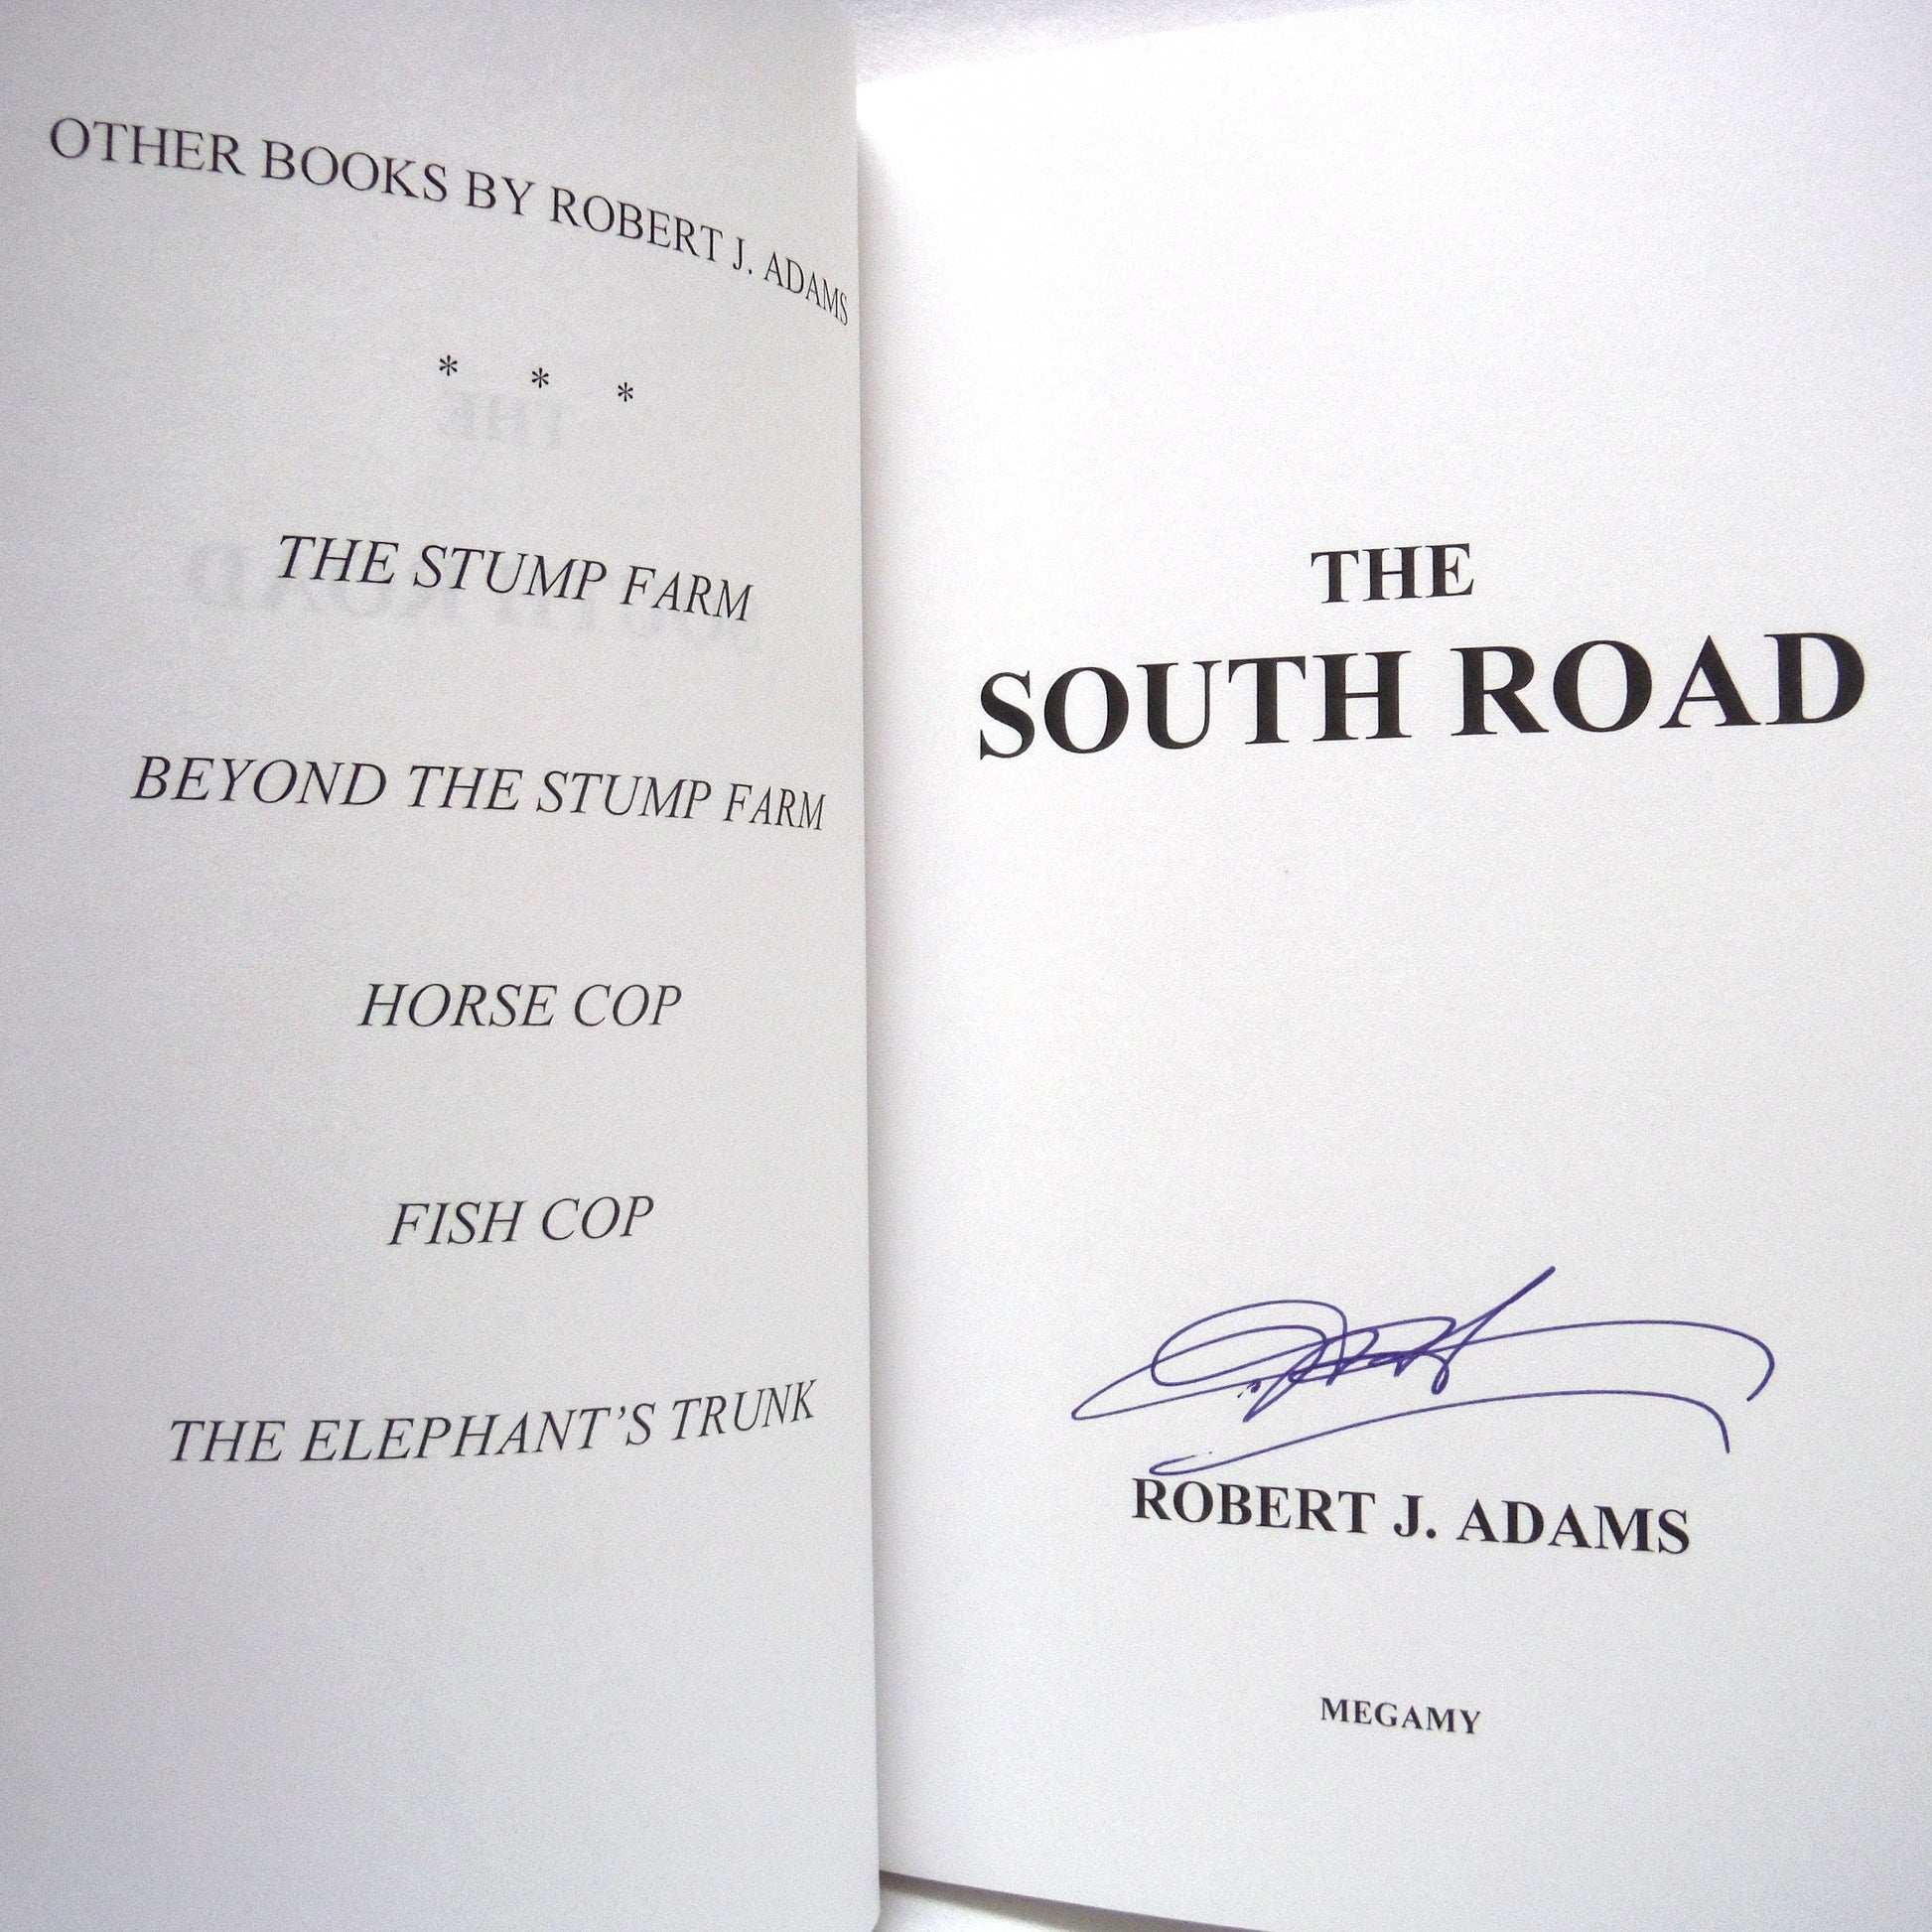 OTHER BOOKS BY ROBERT J. ADAMS
* * *
THE STUMP FARM
BEYOND THE STUMP FARM
HORSE COP
FISH COP
THE ELEPHANT'S TRUNK
THE
SOUTH ROAD
ROBERT J. ADAMS
MEGAMY